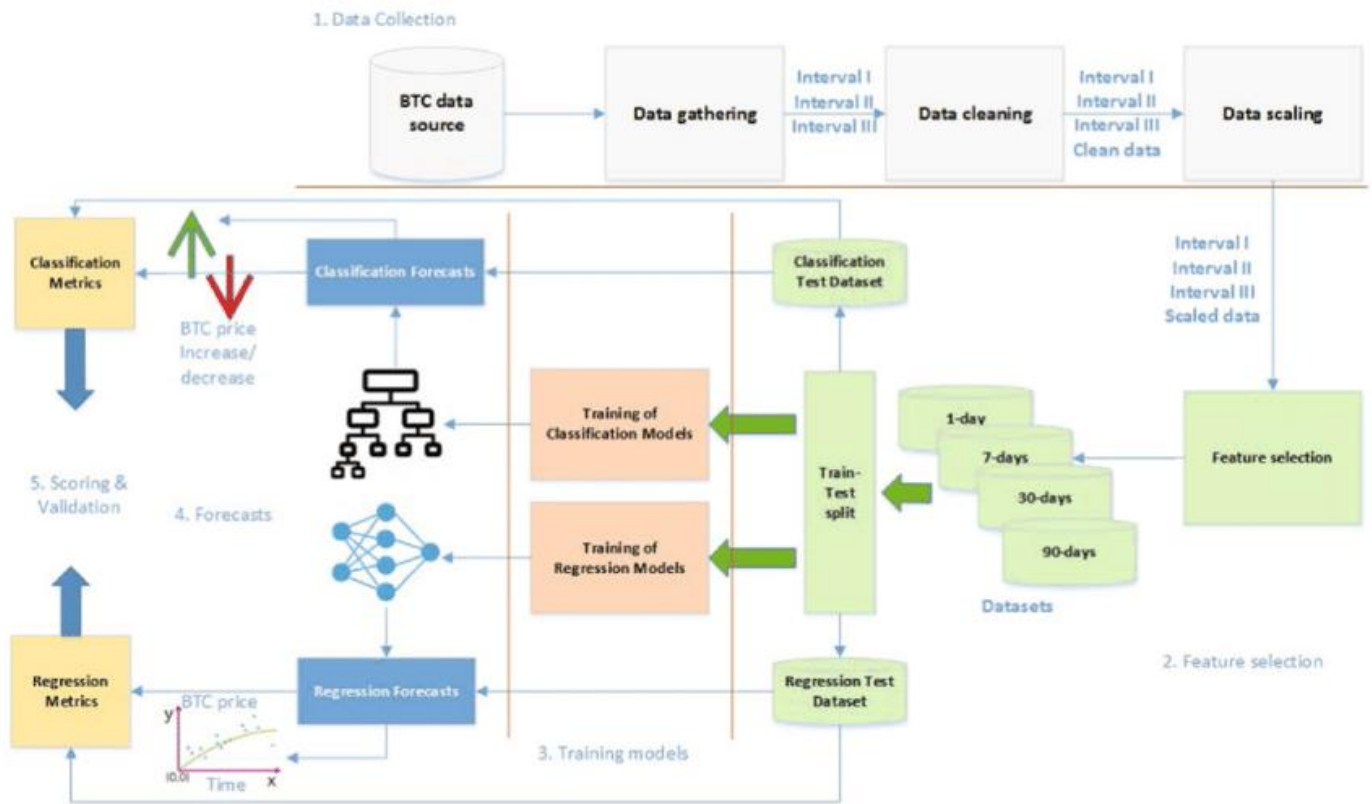 1. Data Collection
BTC data
source
Data gathering
Interval I
Interval II
Interval III
Data cleaning
Interval I
Interval II
Interval III
Clean data
Data scaling
Interval I
Interval II
Interval III
Scaled data
Classification
Metrics
BTC price
Increase/
decrease
Classification Forecasts
Classification
Test Dataset
Training of
Classification Models
Train-
Test
split
1-day
7-days
30-days
90-days
Datasets
Feature selection
2. Feature selection
5. Scoring &
Validation
4. Forecasts
Training of
Regression Models
Regression
Metrics
Regression Forecasts
Regression Test
Dataset
BTC price
y
(0,0)
Time
x
3. Training models